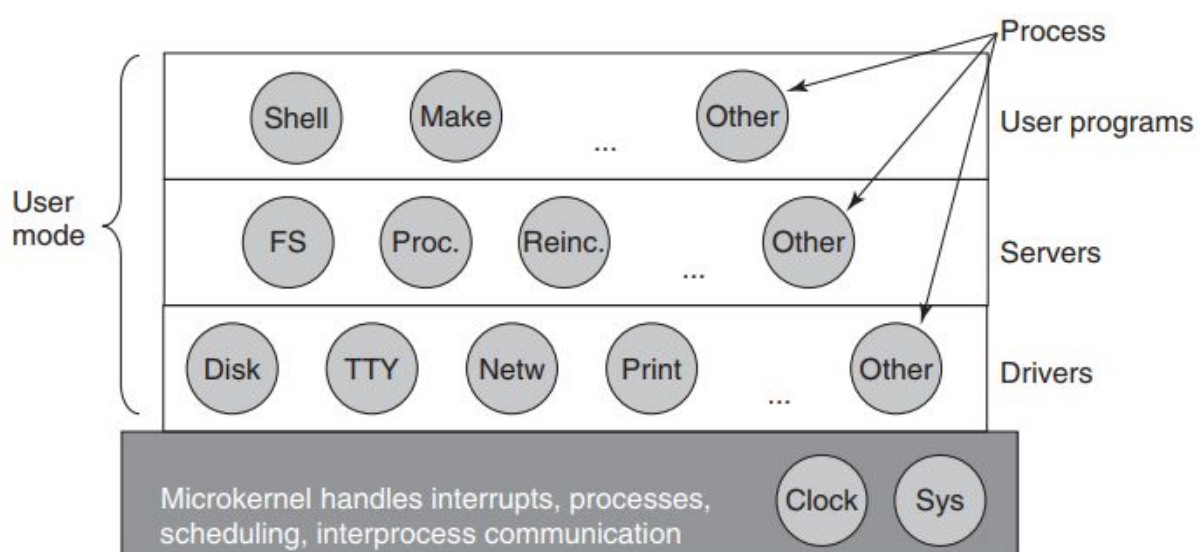 Process
Shell
Make
...
Other
User programs
User
mode
FS
Proc.
Reinc.
...
Other
Servers
Disk
TTY
Netw
Print
...
Other
Drivers
Microkernel handles interrupts, processes,
scheduling, interprocess communication
Clock
Sys